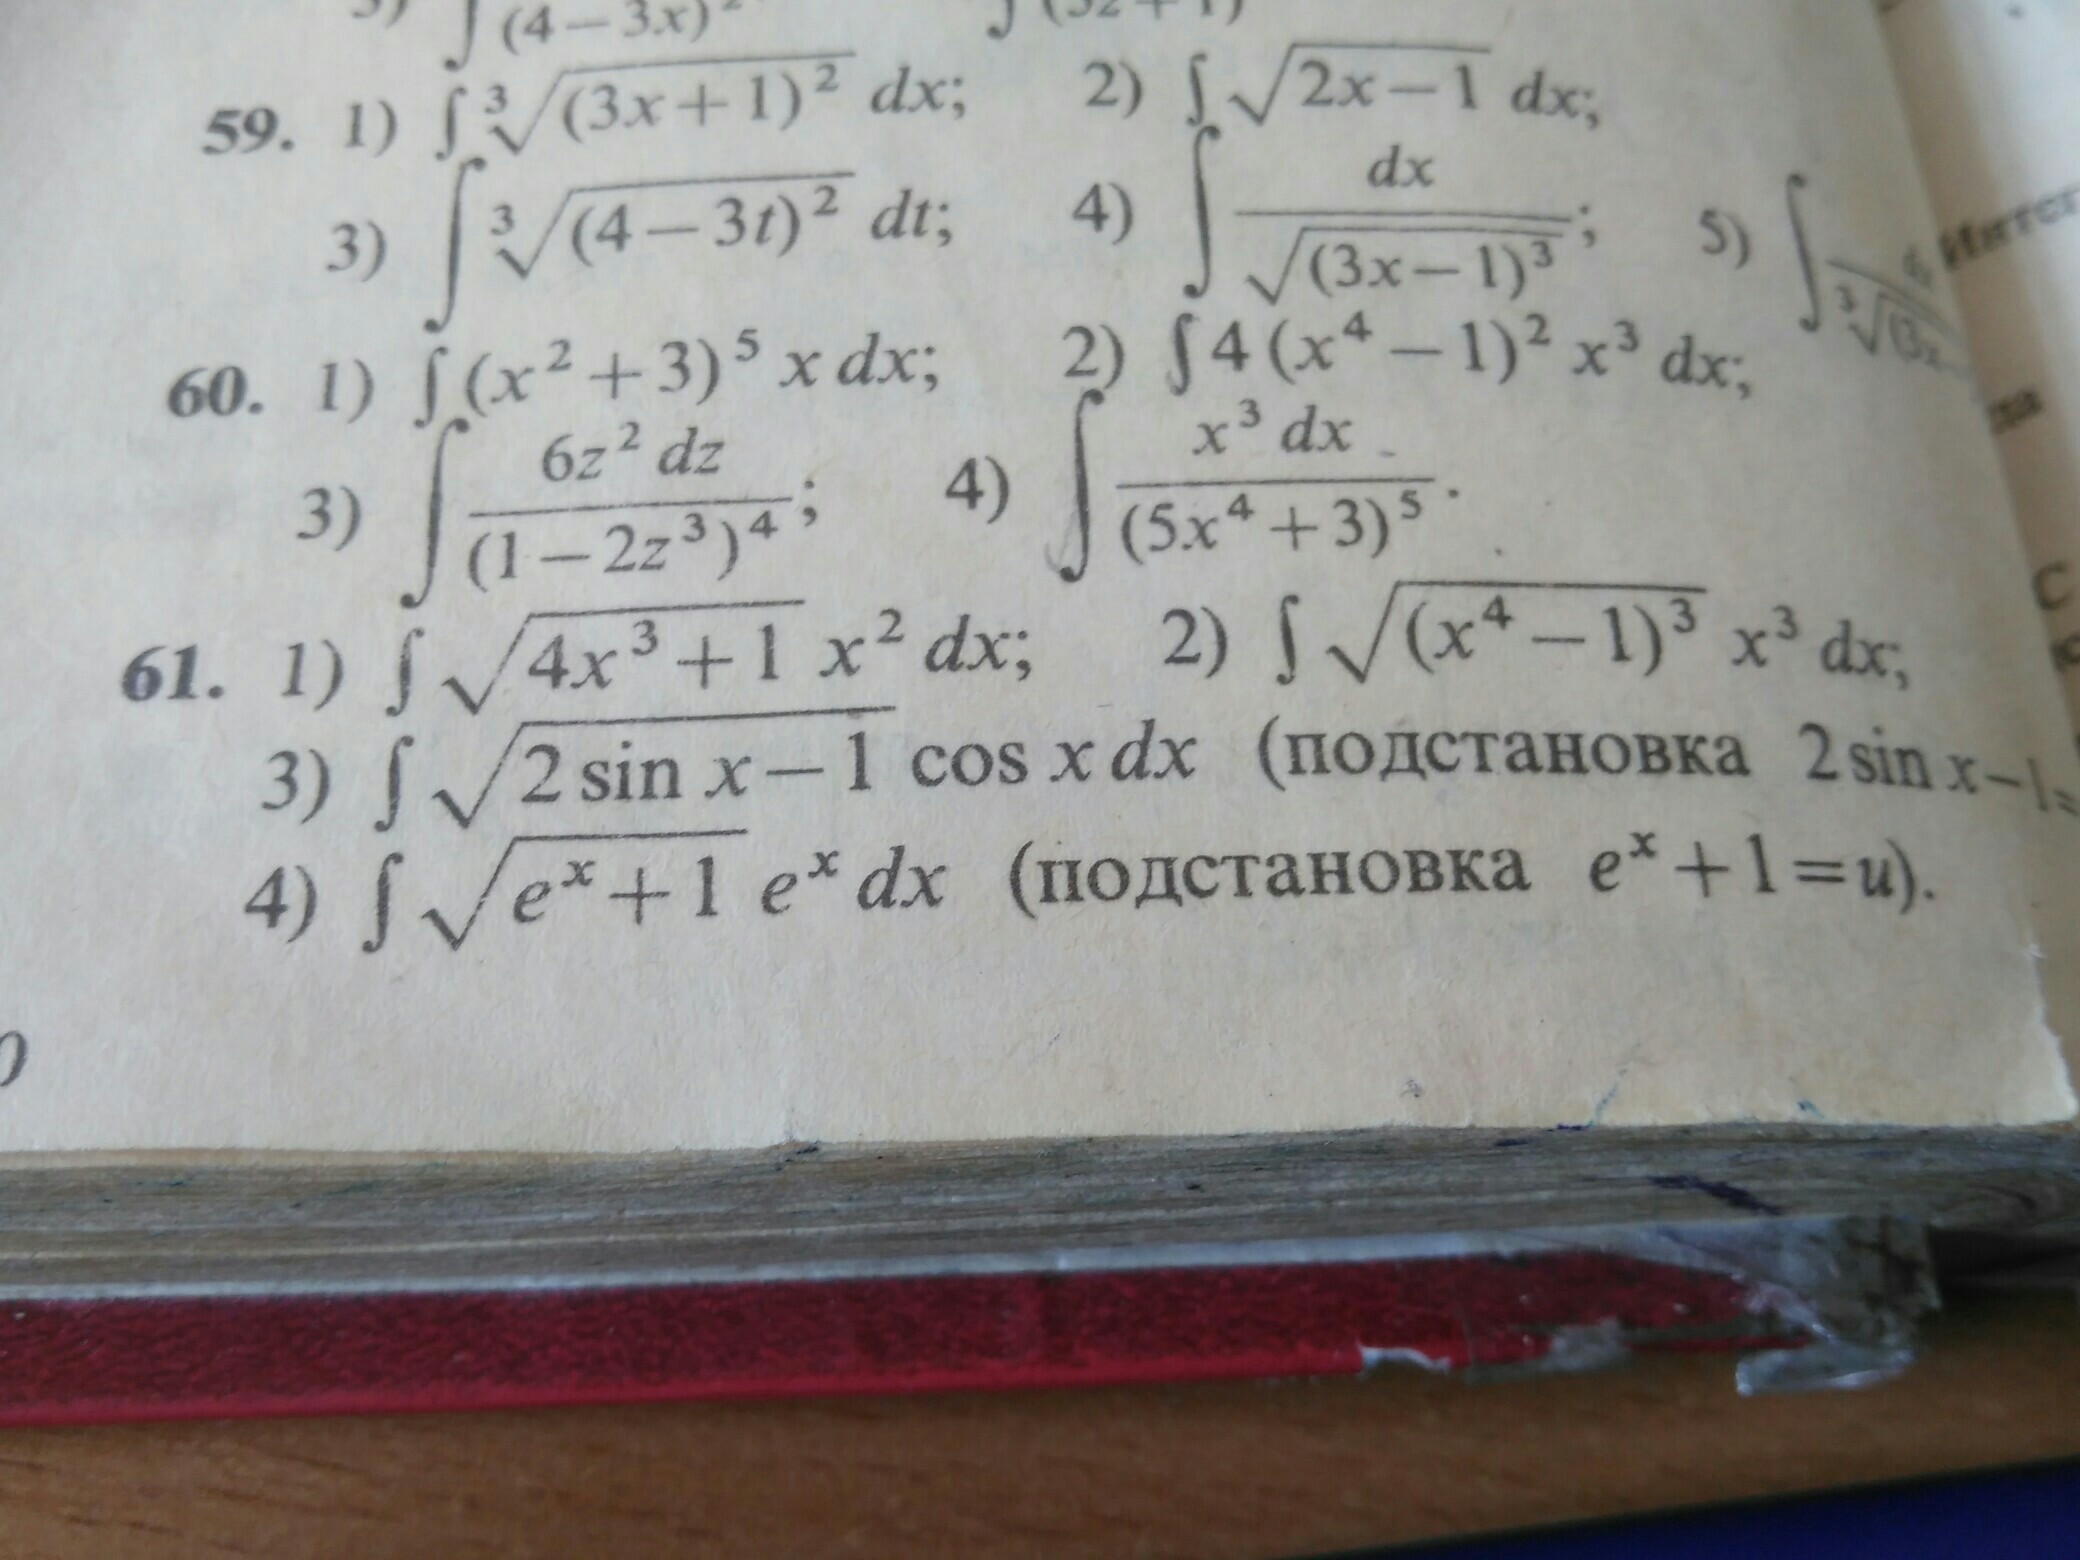 (4−3x)²
59. 1) ∫∛(3x+1)² dx; 2) ∫√2x−1 dx;
3) ∫∛(4−3t)² dt; 4) ∫ dx/√(3x−1)³; 5) ∫
60. 1) ∫(x²+3)⁵ x dx; 2) ∫4(x⁴−1)² x³ dx;
3) ∫ 6z² dz/(1−2z³)⁴; 4) ∫ x³ dx/(5x⁴+3)⁵.
61. 1) ∫√4x³+1 x² dx; 2) ∫√(x⁴−1)³ x³ dx;
3) ∫√2 sin x−1 cos x dx (подстановка 2 sin x−1=
4) ∫√eˣ+1 eˣ dx (подстановка eˣ+1=u).